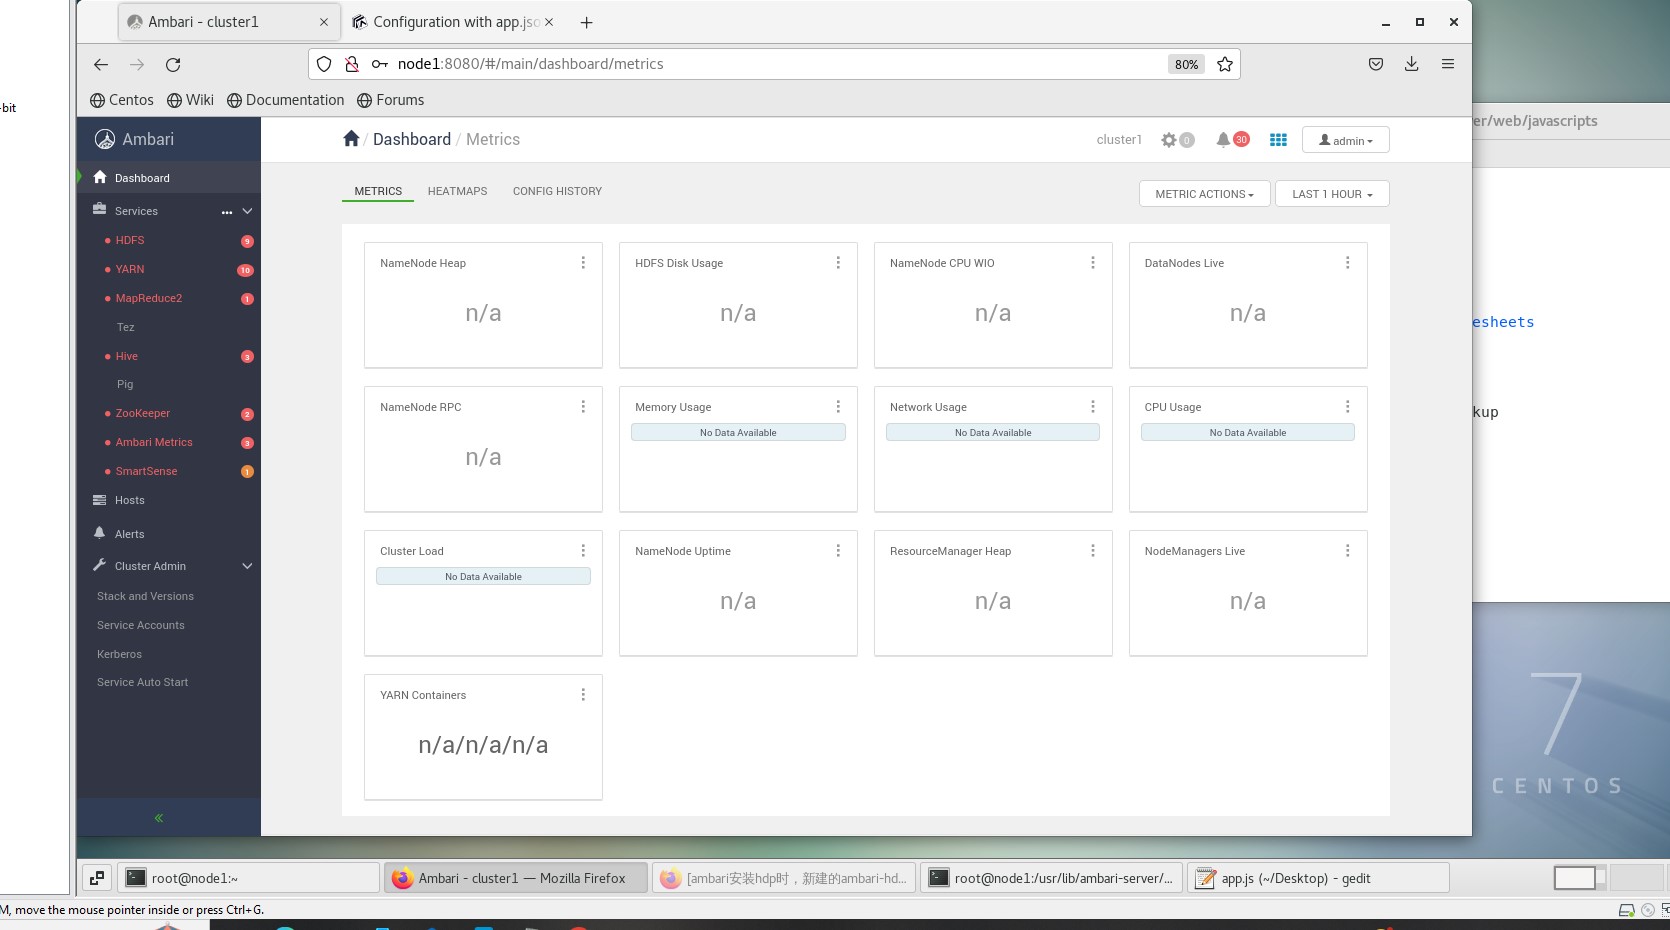 Ambari - cluster1
Configuration with app.jso
-bit
node1:8080/#/main/dashboard/metrics
80%
Centos Wiki Documentation Forums
er/web/javascripts
Ambari
Dashboard / Metrics
cluster1
0
30
admin
Dashboard
Services
HDFS 9
YARN 10
MapReduce2 1
Tez
Hive 3
Pig
ZooKeeper 2
Ambari Metrics 3
SmartSense 1
Hosts
Alerts
Cluster Admin
Stack and Versions
Service Accounts
Kerberos
Service Auto Start
METRICS HEATMAPS CONFIG HISTORY
METRIC ACTIONS
LAST 1 HOUR
NameNode Heap
n/a
HDFS Disk Usage
n/a
NameNode CPU WIO
n/a
DataNodes Live
n/a
NameNode RPC
n/a
Memory Usage
No Data Available
Network Usage
No Data Available
CPU Usage
No Data Available
Cluster Load
No Data Available
NameNode Uptime
n/a
ResourceManager Heap
n/a
NodeManagers Live
n/a
YARN Containers
n/a/n/a/n/a
esheets
kup
7
CENTOS
root@node1:~
Ambari - cluster1 — Mozilla Firefox
[ambari安装hdp时，新建的ambari-hd...
root@node1:/usr/lib/ambari-server/...
app.js (~/Desktop) - gedit
M, move the mouse pointer inside or press Ctrl+G.